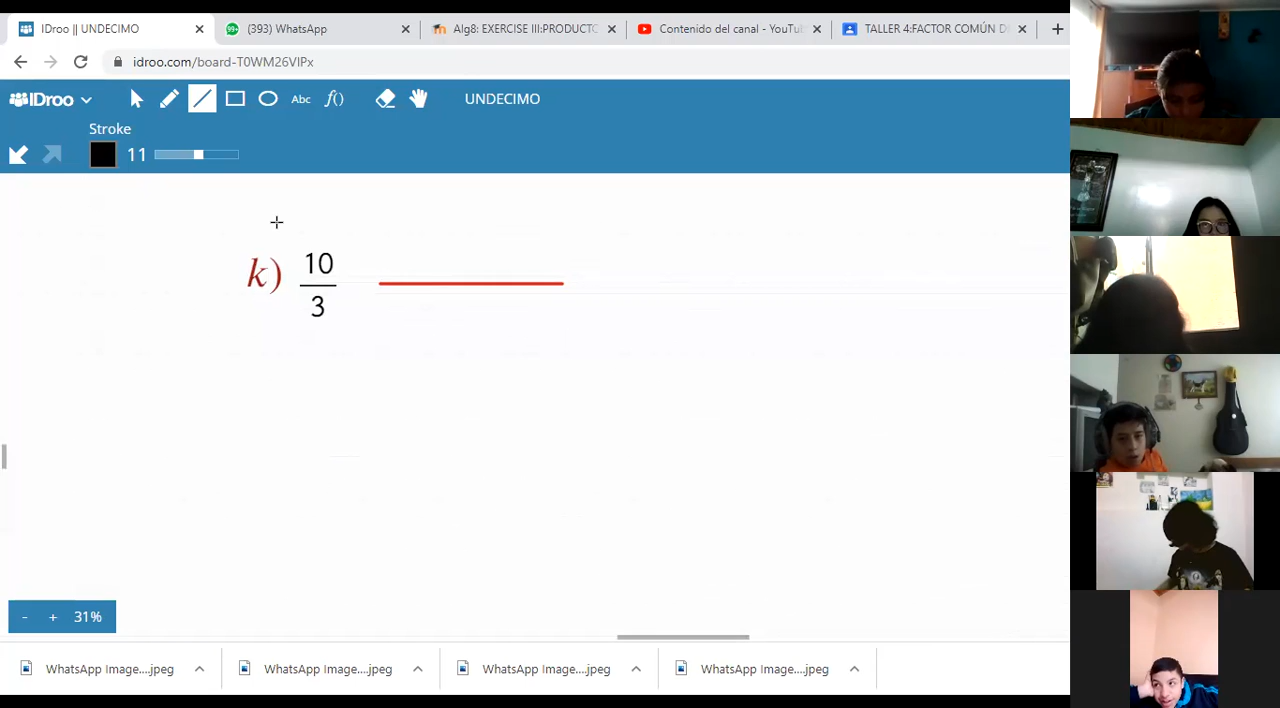 IDroo || UNDECIMO
(393) WhatsApp
Alg8: EXERCISE III:PRODUCTO
Contenido del canal - YouTub
TALLER 4:FACTOR COMÚN D
idroo.com/board-T0WM26VIPx
IDroo
Abc
f()
UNDECIMO
Stroke
11
k) 10
3
- + 31%
WhatsApp Image....jpeg
WhatsApp Image....jpeg
WhatsApp Image....jpeg
WhatsApp Image....jpeg